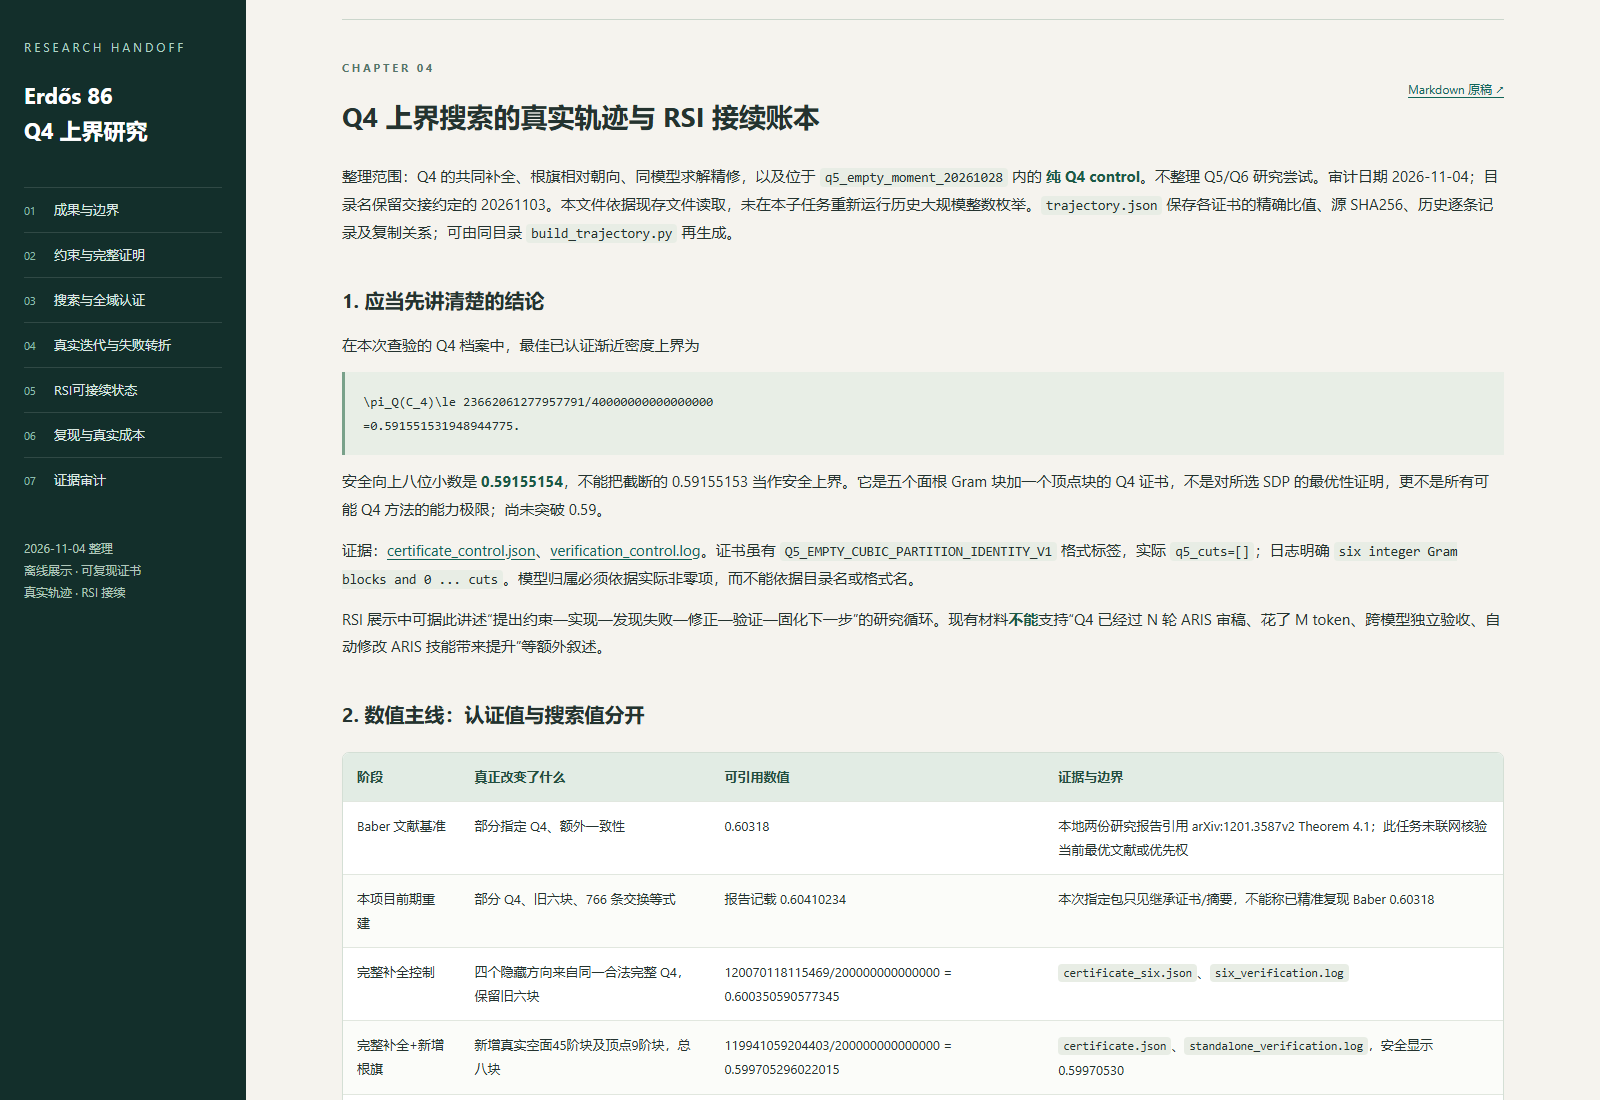 RESEARCH HANDOFF
Erdős 86
Q4 上界研究
01 成果与边界
02 约束与完整证明
03 搜索与全域认证
04 真实迭代与失败转折
05 RSI可接续状态
06 复现与真实成本
07 证据审计
2026-11-04 整理
离线展示 · 可复现证书
真实轨迹 · RSI 接续
CHAPTER 04
Markdown 原稿 ↗
Q4 上界搜索的真实轨迹与 RSI 接续账本
整理范围：Q4 的共同补全、根旗相对朝向、同模型求解精修，以及位于 q5_empty_moment_20261028 内的 纯 Q4 control。不整理 Q5/Q6 研究尝试。审计日期 2026-11-04；目
录名保留交接约定的 20261103。本文件依据现存文件读取，未在本子任务重新运行历史大规模整数枚举。 trajectory.json 保存各证书的精确比值、源 SHA256、历史逐条记
录及复制关系；可由同目录 build_trajectory.py 再生成。
1. 应当先讲清楚的结论
在本次查验的 Q4 档案中，最佳已认证渐近密度上界为
\pi_Q(C_4)\le 23662061277957791/40000000000000000
=0.591551531948944775.
安全向上八位小数是 0.59155154，不能把截断的 0.59155153 当作安全上界。它是五个面根 Gram 块加一个顶点块的 Q4 证书，不是对所选 SDP 的最优性证明，更不是所有可
能 Q4 方法的能力极限；尚未突破 0.59。
证据：certificate_control.json、verification_control.log。证书虽有 Q5_EMPTY_CUBIC_PARTITION_IDENTITY_V1 格式标签，实际 q5_cuts=[]；日志明确 six integer Gram
blocks and 0 ... cuts。模型归属必须依据实际非零项，而不能依据目录名或格式名。
RSI 展示中可据此讲述“提出约束—实现—发现失败—修正—验证—固化下一步”的研究循环。现有材料不能支持“Q4 已经过 N 轮 ARIS 审稿、花了 M token、跨模型独立验收、自
动修改 ARIS 技能带来提升”等额外叙述。
2. 数值主线：认证值与搜索值分开
阶段 真正改变了什么 可引用数值 证据与边界
Baber 文献基准 部分指定 Q4、额外一致性 0.60318 本地两份研究报告引用 arXiv:1201.3587v2 Theorem 4.1；此任务未联网核验
当前最优文献或优先权
本项目前期重 部分 Q4、旧六块、766 条交换等式 报告记载 0.60410234 本次指定包只见继承证书/摘要，不能称已精准复现 Baber 0.60318
建
完整补全控制 四个隐藏方向来自同一合法完整 Q4， 120070118115469/200000000000000 = certificate_six.json、six_verification.log
保留旧六块 0.600350590577345
完整补全+新增 新增真实空面45阶块及顶点9阶块，总 119941059204403/200000000000000 = certificate.json、standalone_verification.log，安全显示
根旗 八块 0.599705296022015 0.59970530